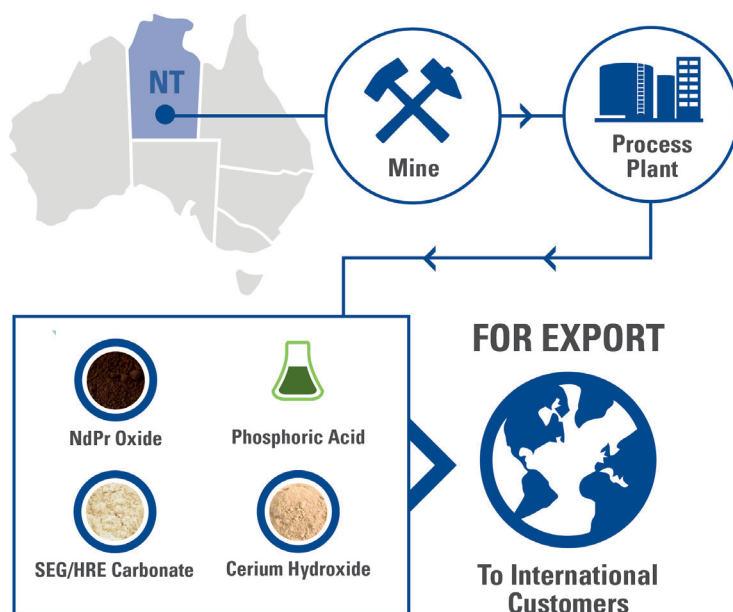 NT
Mine
Process
Plant
NdPr Oxide
Phosphoric Acid
SEG/HRE Carbonate
Cerium Hydroxide
FOR EXPORT
To International
Customers